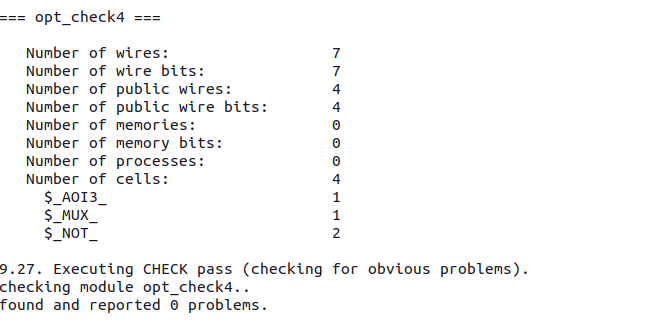 === opt_check4 ===
Number of wires: 7
Number of wire bits: 7
Number of public wires: 4
Number of public wire bits: 4
Number of memories: 0
Number of memory bits: 0
Number of processes: 0
Number of cells: 4
$_AOI3_ 1
$_MUX_ 1
$_NOT_ 2
9.27. Executing CHECK pass (checking for obvious problems).
checking module opt_check4..
found and reported 0 problems.